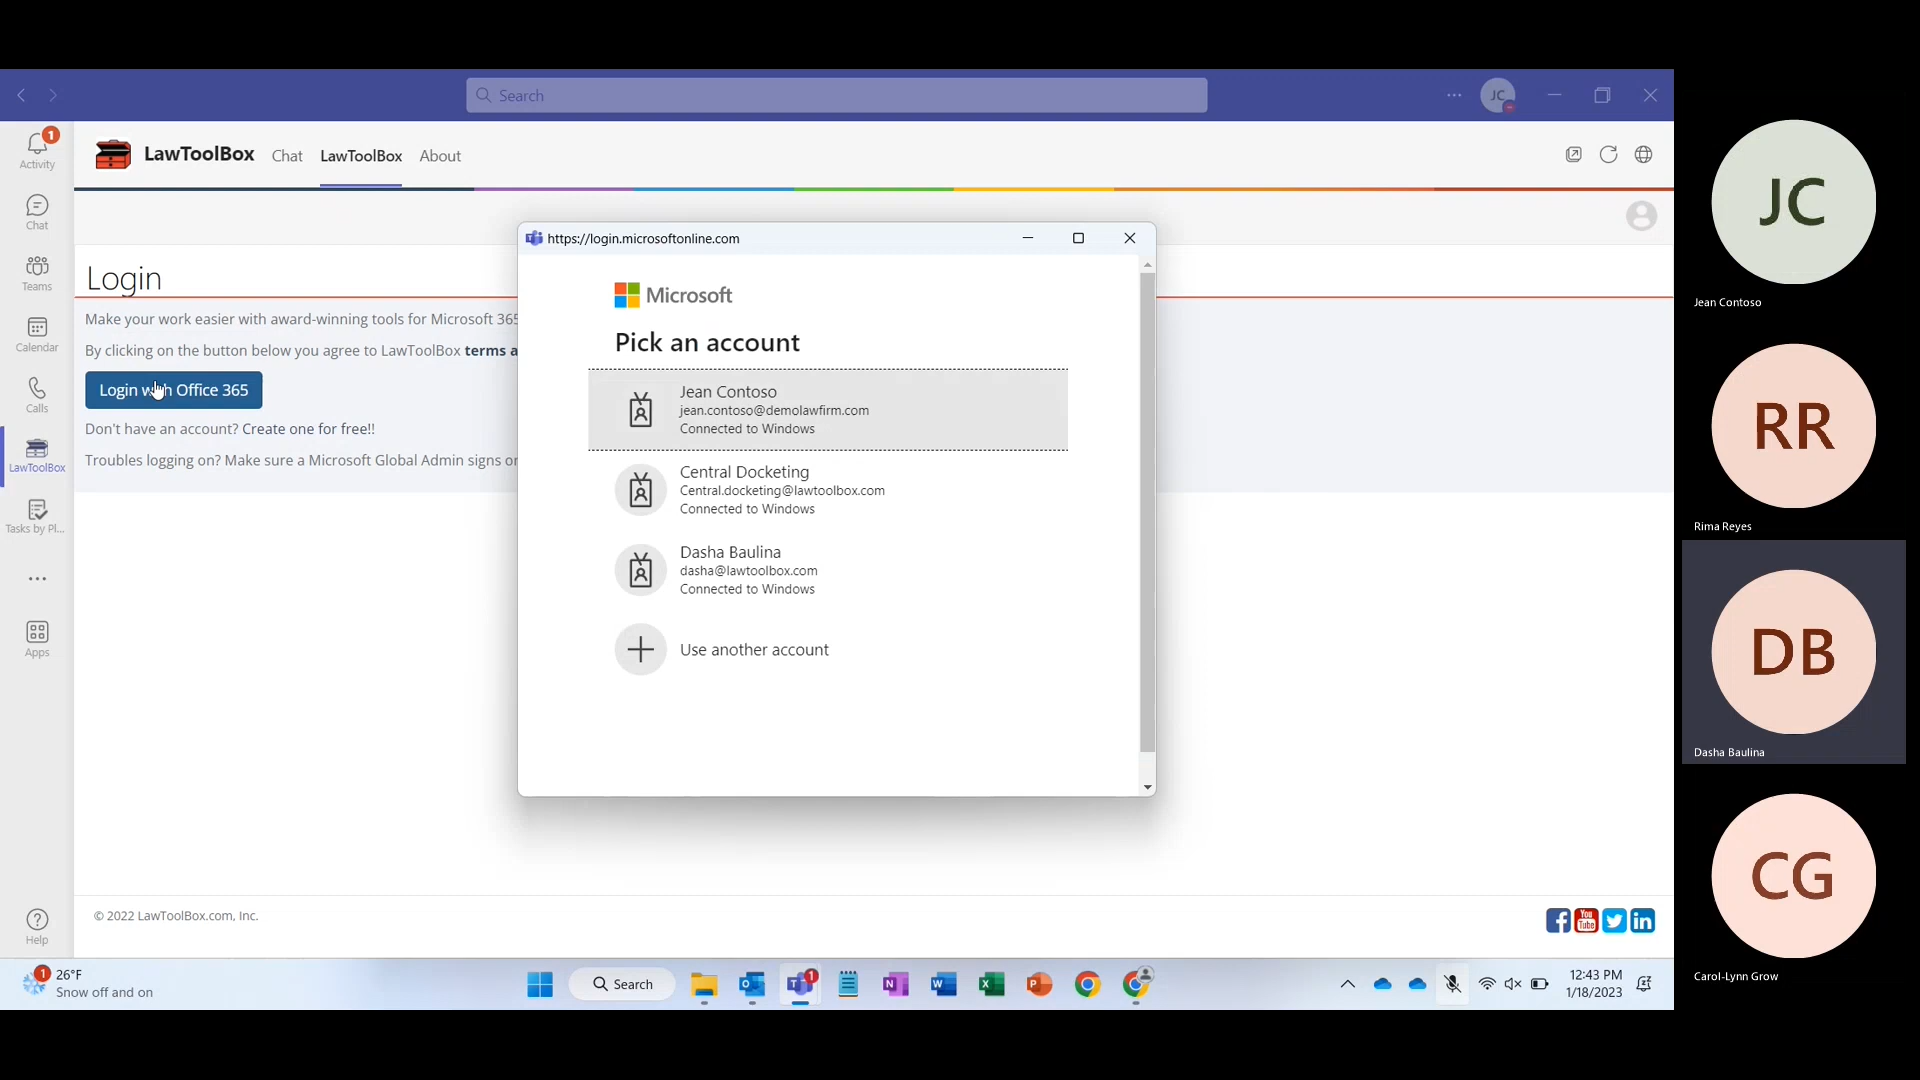 Search
JC
1
Activity
Chat
Teams
Calendar
Calls
LawToolBox
Tasks by Pl...
Apps
Help
LawToolBox Chat LawToolBox About
Login
Make your work easier with award-winning tools for Microsoft 365
By clicking on the button below you agree to LawToolBox terms a
Login with Office 365
Don't have an account? Create one for free!!
Troubles logging on? Make sure a Microsoft Global Admin signs or
https://login.microsoftonline.com
Microsoft
Pick an account
Jean Contoso
jean.contoso@demolawfirm.com
Connected to Windows
Central Docketing
Central.docketing@lawtoolbox.com
Connected to Windows
Dasha Baulina
dasha@lawtoolbox.com
Connected to Windows
Use another account
© 2022 LawToolBox.com, Inc.
You
Tube
1
26°F
Snow off and on
Search
1
12:43 PM
1/18/2023
JC
Jean Contoso
RR
Rima Reyes
DB
Dasha Baulina
CG
Carol-Lynn Grow